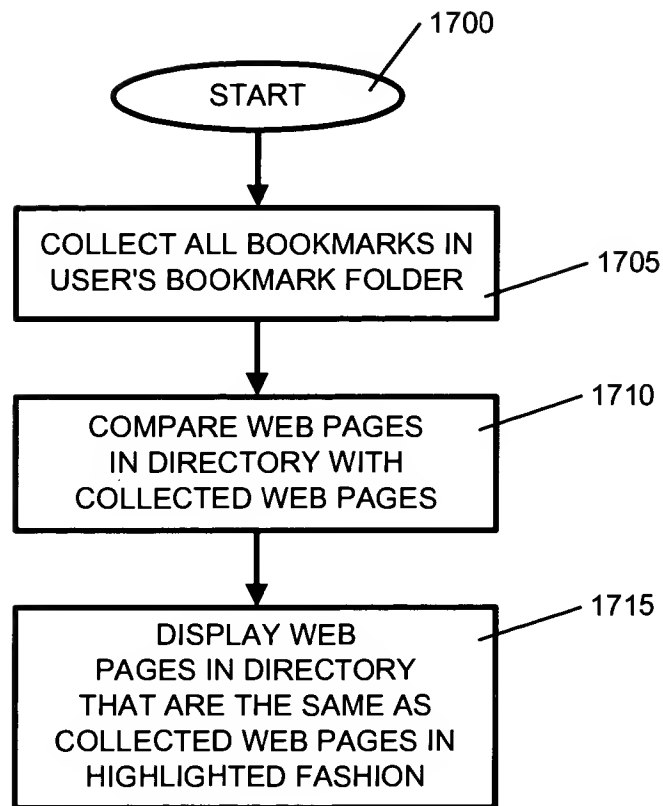 1700
START
COLLECT ALL BOOKMARKS IN
USER'S BOOKMARK FOLDER
1705
1710
COMPARE WEB PAGES
IN DIRECTORY WITH
COLLECTED WEB PAGES
1715
DISPLAY WEB
PAGES IN DIRECTORY
THAT ARE THE SAME AS
COLLECTED WEB PAGES IN
HIGHLIGHTED FASHION